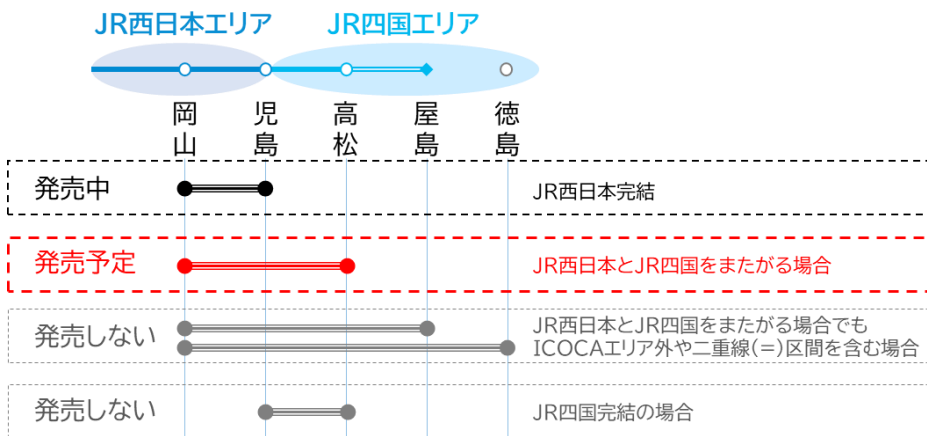 JR西日本エリア JR四国エリア
岡山 児島 高松 屋島 徳島
発売中 JR西日本完結
発売予定 JR西日本とJR四国をまたがる場合
発売しない JR西日本とJR四国をまたがる場合でも
ICOCAエリア外や二重線(=)区間を含む場合
発売しない JR四国完結の場合